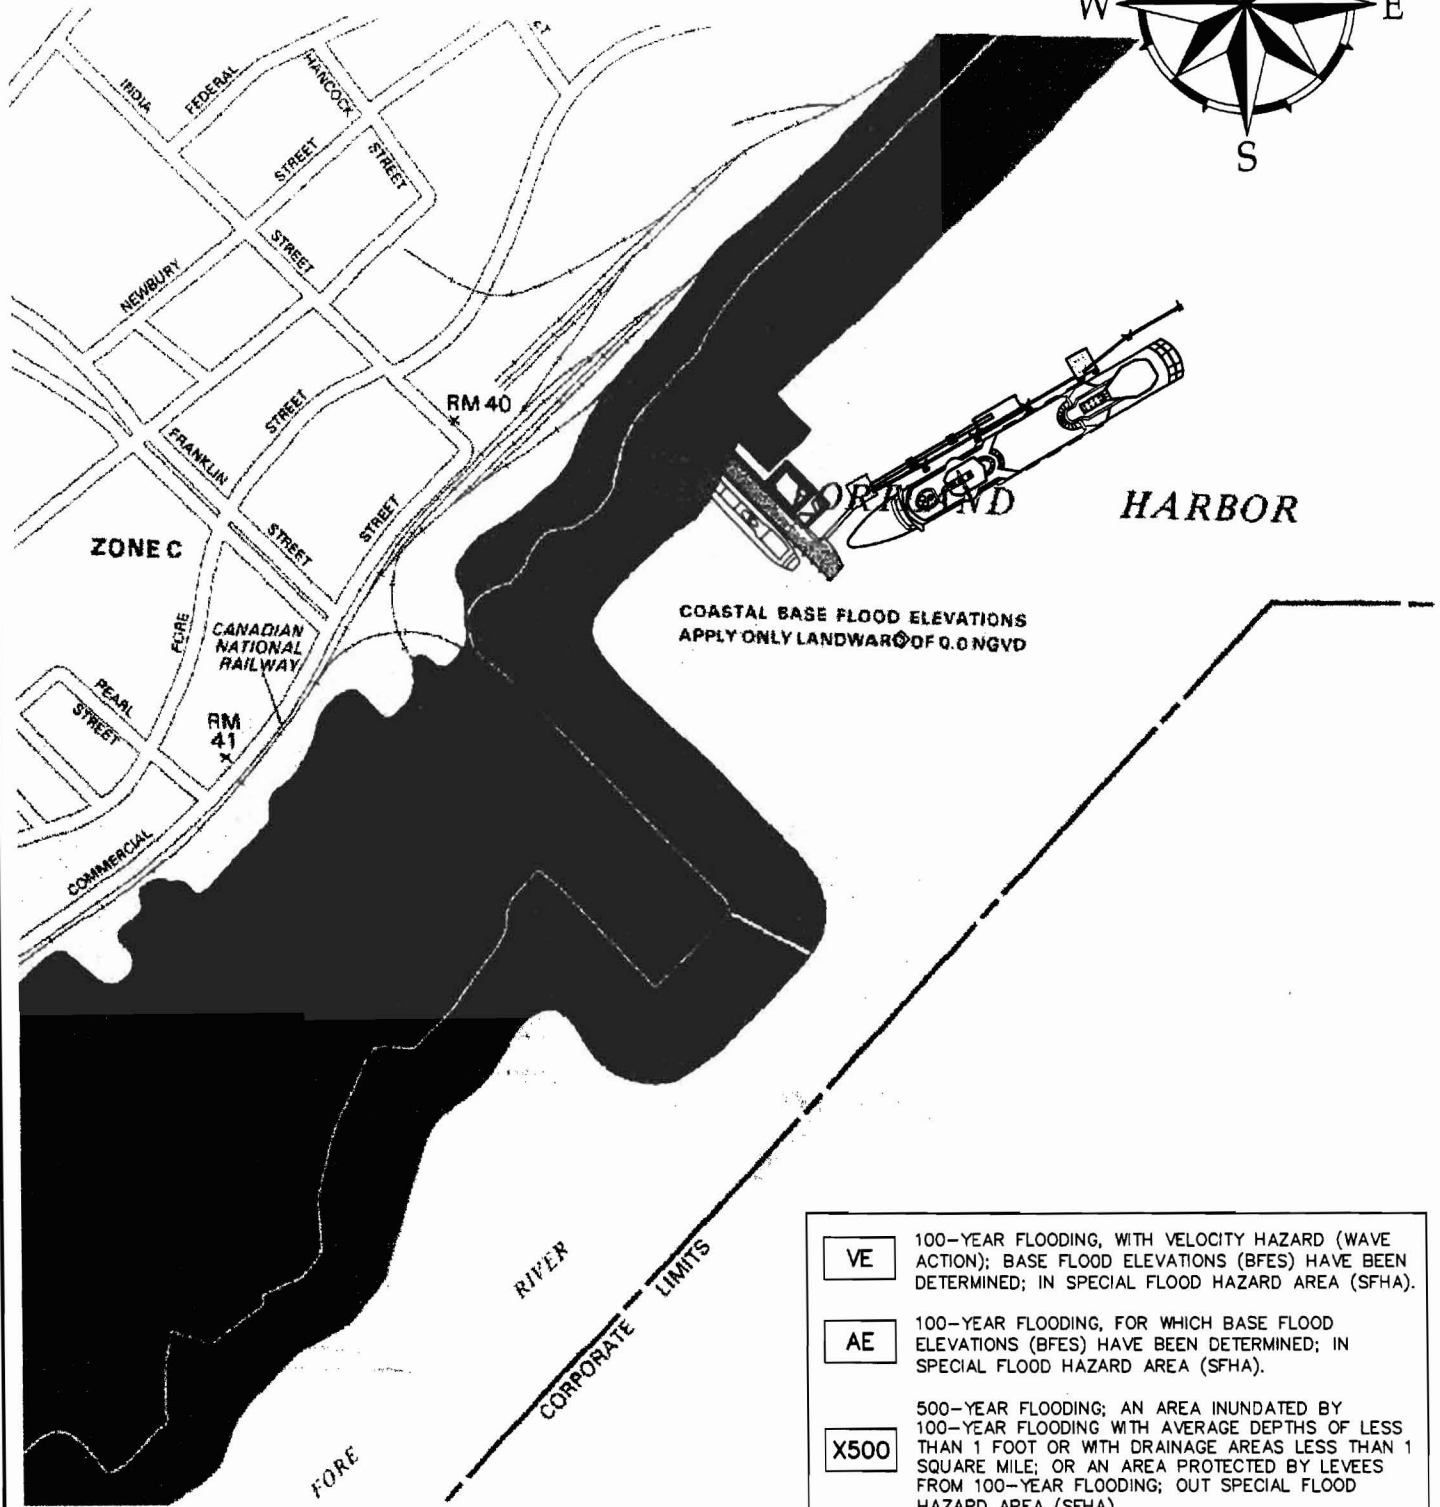 W
E
S
CT
INDIA
FEDERAL
HANCOCK
STREET
STREET
STREET
NEWBURY
STREET
FRANKLIN
STREET
STREET
RM 40
ZONE C
FORE
CANADIAN
NATIONAL
RAILWAY
PEARL
STREET
RM
41
COMMERCIAL
HARBOR
COASTAL BASE FLOOD ELEVATIONS
APPLY ONLY LANDWARD OF 0.0 NGVD
RIVER
FORE
CORPORATE LIMITS
VE
100-YEAR FLOODING, WITH VELOCITY HAZARD (WAVE
ACTION); BASE FLOOD ELEVATIONS (BFES) HAVE BEEN
DETERMINED; IN SPECIAL FLOOD HAZARD AREA (SFHA).
AE
100-YEAR FLOODING, FOR WHICH BASE FLOOD
ELEVATIONS (BFES) HAVE BEEN DETERMINED; IN
SPECIAL FLOOD HAZARD AREA (SFHA).
X500
500-YEAR FLOODING; AN AREA INUNDATED BY
100-YEAR FLOODING WITH AVERAGE DEPTHS OF LESS
THAN 1 FOOT OR WITH DRAINAGE AREAS LESS THAN 1
SQUARE MILE; OR AN AREA PROTECTED BY LEVEES
FROM 100-YEAR FLOODING; OUT SPECIAL FLOOD
HAZARD AREA (SFHA)